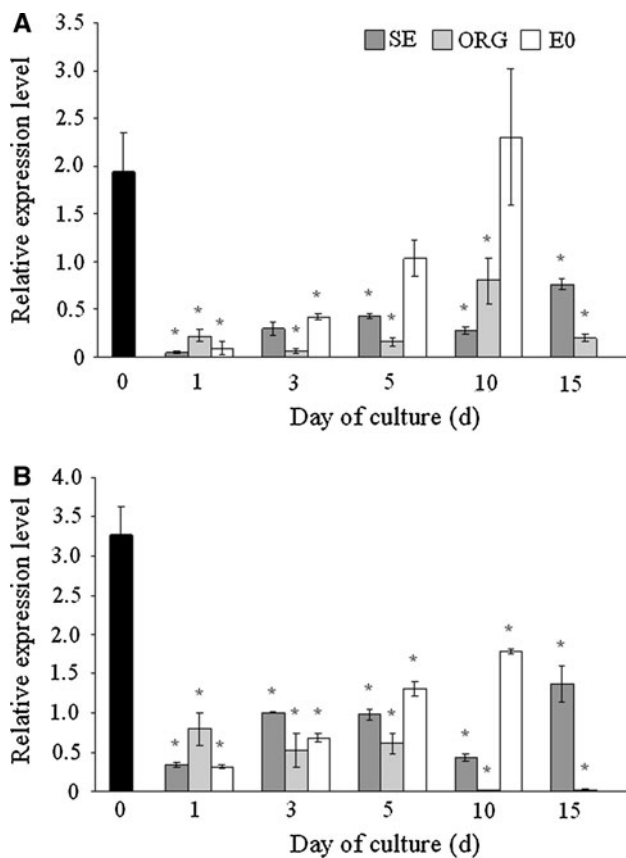 A
SE ORG E0
Relative expression level
3.5
3.0
2.5
2.0
1.5
1.0
0.5
0
* * *
* *
* *
* *
* *
0 1 3 5 10 15
Day of culture (d)
B
Relative expression level
4.0
3.5
3.0
2.5
2.0
1.5
1.0
0.5
0
* * *
* * *
* * *
* * *
* *
0 1 3 5 10 15
Day of culture (d)